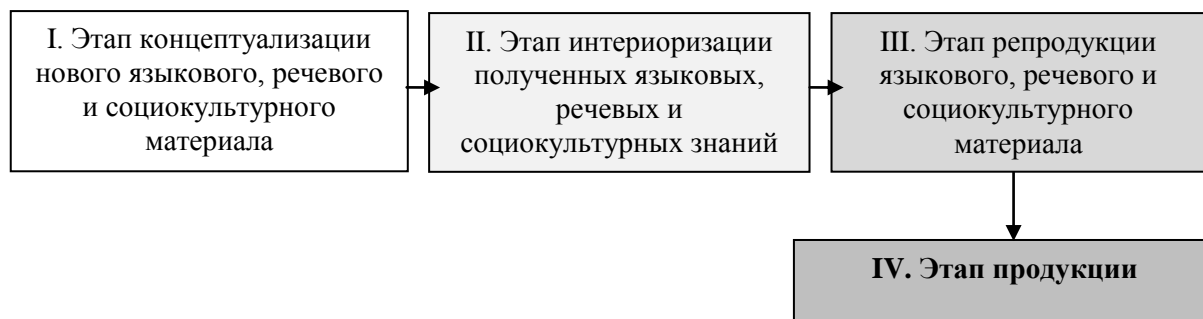 I. Этап концептуализации
нового языкового, речевого
и социокультурного
материала
II. Этап интериоризации
полученных языковых,
речевых и
социокультурных знаний
III. Этап репродукции
языкового, речевого и
социокультурного
материала
IV. Этап продукции